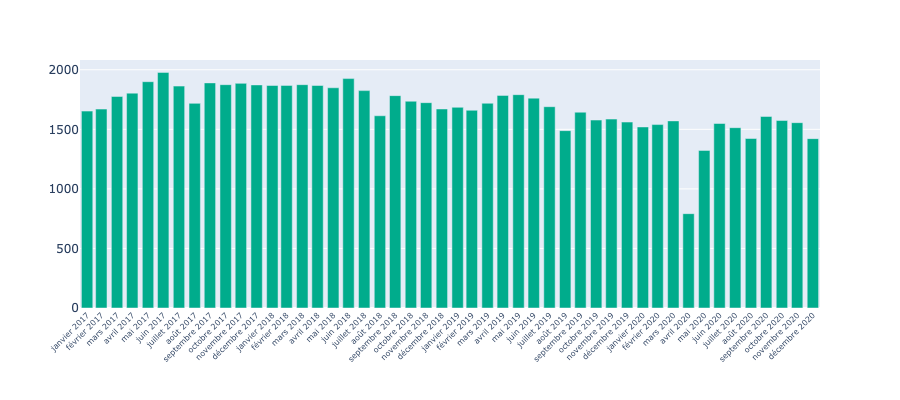 2000
1500
1000
500
0
janvier 2017
février 2017
mars 2017
avril 2017
mai 2017
juin 2017
juillet 2017
août 2017
septembre 2017
octobre 2017
novembre 2017
décembre 2017
janvier 2018
février 2018
mars 2018
avril 2018
mai 2018
juin 2018
juillet 2018
août 2018
septembre 2018
octobre 2018
novembre 2018
décembre 2018
janvier 2019
février 2019
mars 2019
avril 2019
mai 2019
juin 2019
juillet 2019
août 2019
septembre 2019
octobre 2019
novembre 2019
décembre 2019
janvier 2020
février 2020
mars 2020
avril 2020
mai 2020
juin 2020
juillet 2020
août 2020
septembre 2020
octobre 2020
novembre 2020
décembre 2020